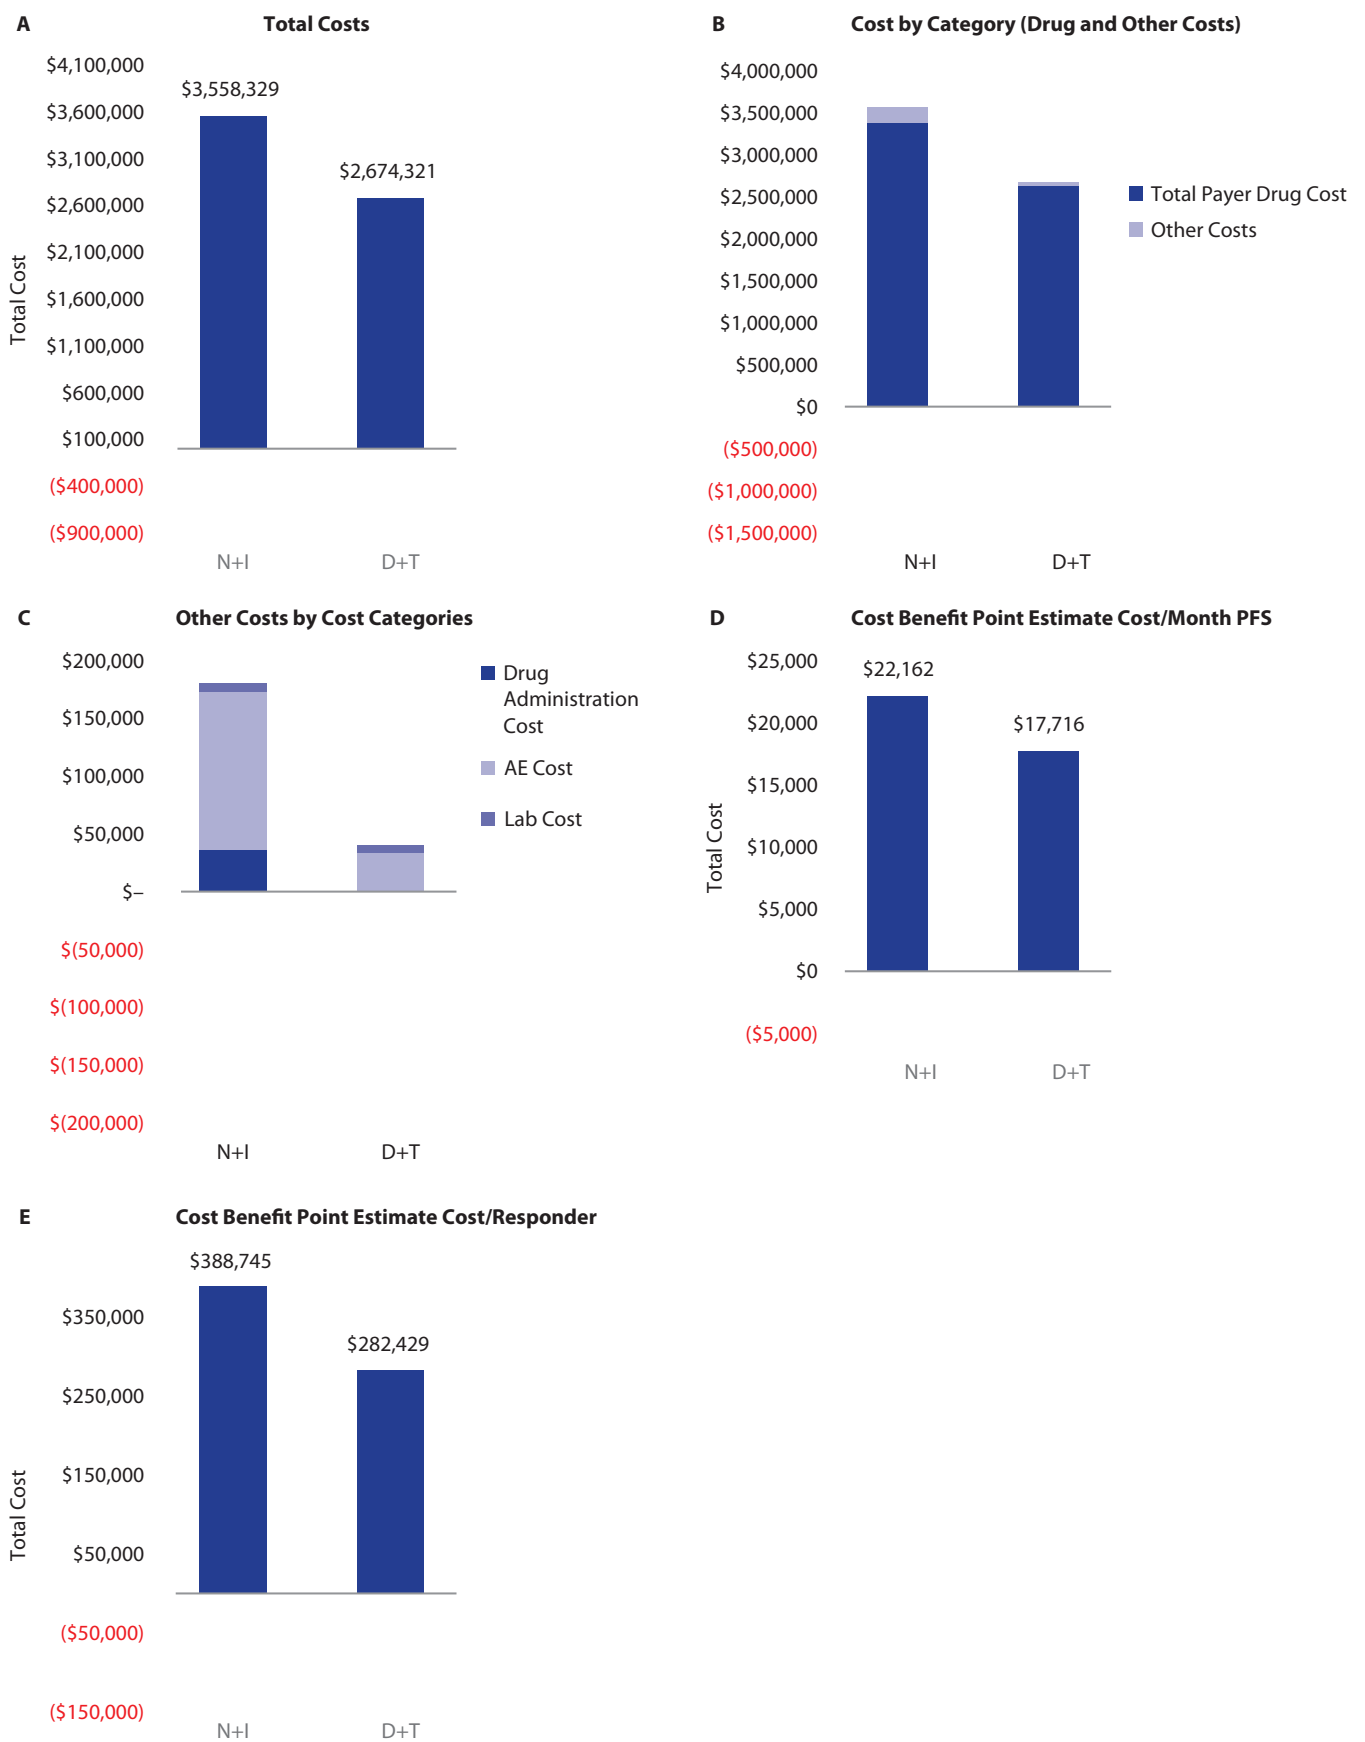 A
Total Costs
$4,100,000
$3,600,000
$3,100,000
$2,600,000
$2,100,000
$1,600,000
$1,100,000
$600,000
$100,000
($400,000)
($900,000)
Total Cost
$3,558,329
$2,674,321
N+I
D+T
B
Cost by Category (Drug and Other Costs)
$4,000,000
$3,500,000
$3,000,000
$2,500,000
$2,000,000
$1,500,000
$1,000,000
$500,000
$0
($500,000)
($1,000,000)
($1,500,000)
N+I
D+T
Total Payer Drug Cost
Other Costs
C
Other Costs by Cost Categories
$200,000
$150,000
$100,000
$50,000
$–
$(50,000)
$(100,000)
$(150,000)
$(200,000)
N+I
D+T
Drug
Administration
Cost
AE Cost
Lab Cost
D
Cost Benefit Point Estimate Cost/Month PFS
$25,000
$20,000
$15,000
$10,000
$5,000
$0
($5,000)
Total Cost
$22,162
$17,716
N+I
D+T
E
Cost Benefit Point Estimate Cost/Responder
$388,745
$282,429
$350,000
$250,000
$150,000
$50,000
($50,000)
($150,000)
Total Cost
N+I
D+T